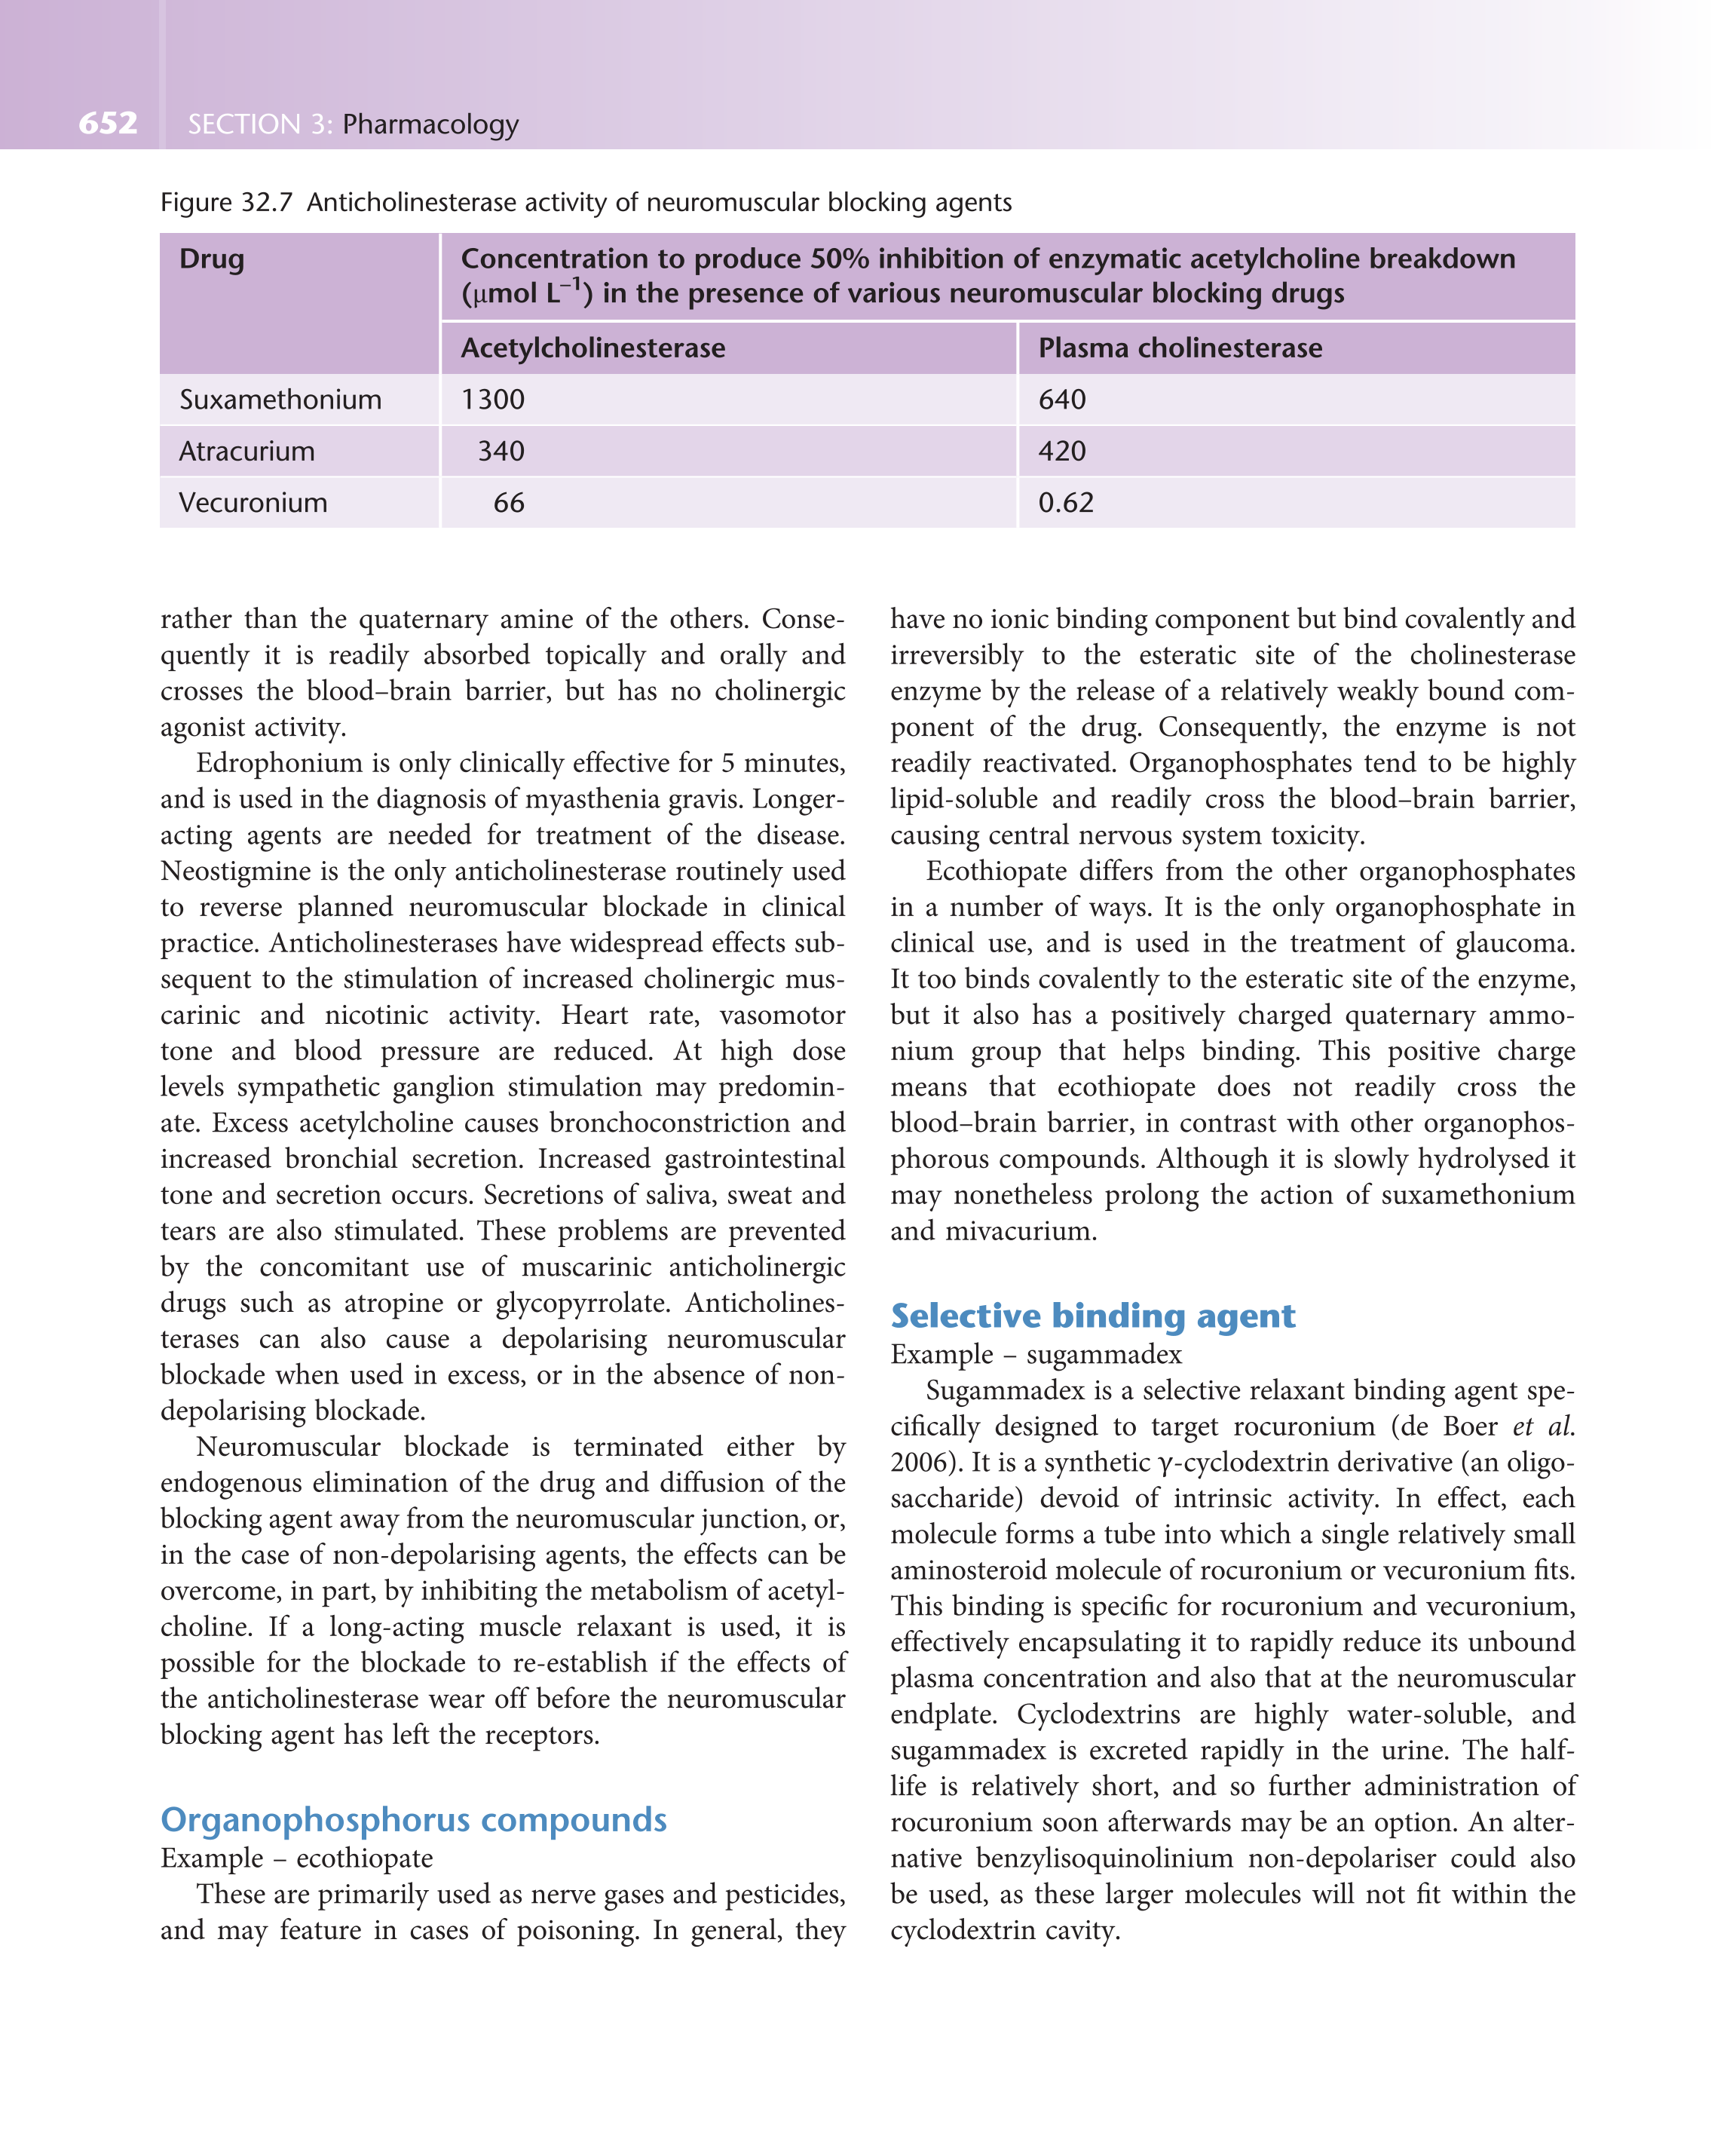 652 SECTION 3: Pharmacology
Figure 32.7 Anticholinesterase activity of neuromuscular blocking agents
Drug
Concentration to produce 50% inhibition of enzymatic acetylcholine breakdown
(μmol L⁻¹) in the presence of various neuromuscular blocking drugs
Acetylcholinesterase Plasma cholinesterase
Suxamethonium 1300 640
Atracurium 340 420
Vecuronium 66 0.62
rather than the quaternary amine of the others. Conse-
quently it is readily absorbed topically and orally and
crosses the blood–brain barrier, but has no cholinergic
agonist activity.
Edrophonium is only clinically effective for 5 minutes,
and is used in the diagnosis of myasthenia gravis. Longer-
acting agents are needed for treatment of the disease.
Neostigmine is the only anticholinesterase routinely used
to reverse planned neuromuscular blockade in clinical
practice. Anticholinesterases have widespread effects sub-
sequent to the stimulation of increased cholinergic mus-
carinic and nicotinic activity. Heart rate, vasomotor
tone and blood pressure are reduced. At high dose
levels sympathetic ganglion stimulation may predomin-
ate. Excess acetylcholine causes bronchoconstriction and
increased bronchial secretion. Increased gastrointestinal
tone and secretion occurs. Secretions of saliva, sweat and
tears are also stimulated. These problems are prevented
by the concomitant use of muscarinic anticholinergic
drugs such as atropine or glycopyrrolate. Anticholines-
terases can also cause a depolarising neuromuscular
blockade when used in excess, or in the absence of non-
depolarising blockade.
Neuromuscular blockade is terminated either by
endogenous elimination of the drug and diffusion of the
blocking agent away from the neuromuscular junction, or,
in the case of non-depolarising agents, the effects can be
overcome, in part, by inhibiting the metabolism of acetyl-
choline. If a long-acting muscle relaxant is used, it is
possible for the blockade to re-establish if the effects of
the anticholinesterase wear off before the neuromuscular
blocking agent has left the receptors.
Organophosphorus compounds
Example – ecothiopate
These are primarily used as nerve gases and pesticides,
and may feature in cases of poisoning. In general, they
have no ionic binding component but bind covalently and
irreversibly to the esteratic site of the cholinesterase
enzyme by the release of a relatively weakly bound com-
ponent of the drug. Consequently, the enzyme is not
readily reactivated. Organophosphates tend to be highly
lipid-soluble and readily cross the blood–brain barrier,
causing central nervous system toxicity.
Ecothiopate differs from the other organophosphates
in a number of ways. It is the only organophosphate in
clinical use, and is used in the treatment of glaucoma.
It too binds covalently to the esteratic site of the enzyme,
but it also has a positively charged quaternary ammo-
nium group that helps binding. This positive charge
means that ecothiopate does not readily cross the
blood–brain barrier, in contrast with other organophos-
phorous compounds. Although it is slowly hydrolysed it
may nonetheless prolong the action of suxamethonium
and mivacurium.
Selective binding agent
Example – sugammadex
Sugammadex is a selective relaxant binding agent spe-
cifically designed to target rocuronium (de Boer et al.
2006). It is a synthetic γ-cyclodextrin derivative (an oligo-
saccharide) devoid of intrinsic activity. In effect, each
molecule forms a tube into which a single relatively small
aminosteroid molecule of rocuronium or vecuronium fits.
This binding is specific for rocuronium and vecuronium,
effectively encapsulating it to rapidly reduce its unbound
plasma concentration and also that at the neuromuscular
endplate. Cyclodextrins are highly water-soluble, and
sugammadex is excreted rapidly in the urine. The half-
life is relatively short, and so further administration of
rocuronium soon afterwards may be an option. An alter-
native benzylisoquinolinium non-depolariser could also
be used, as these larger molecules will not fit within the
cyclodextrin cavity.